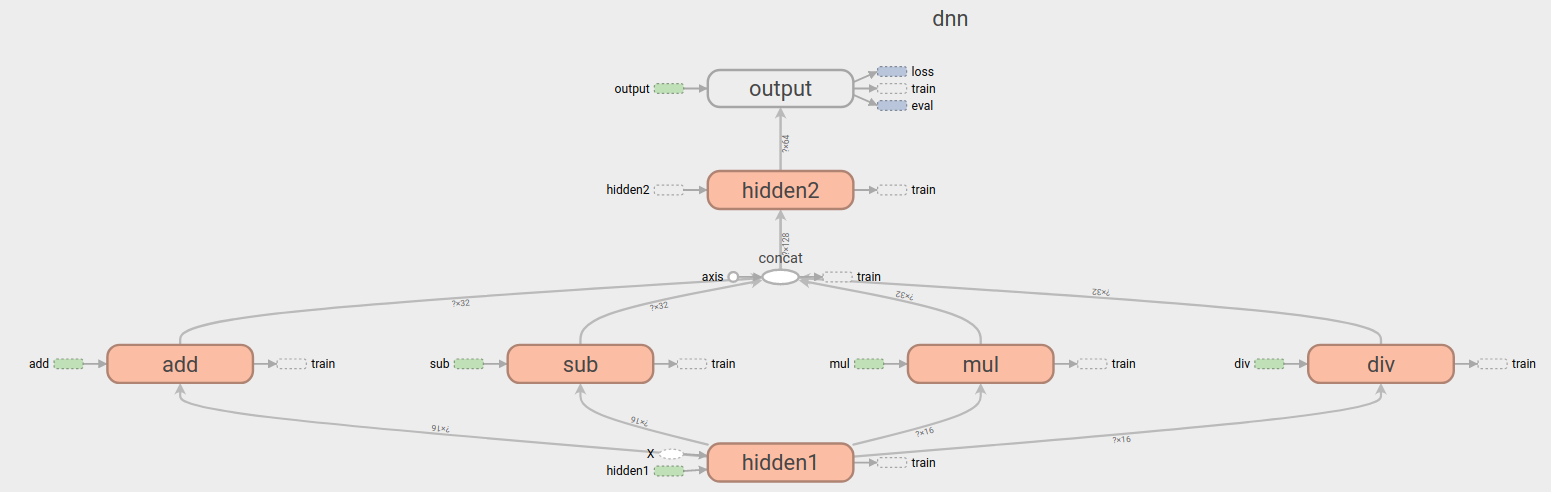 dnn
loss
output output train
eval
?×64
hidden2 hidden2 train
?×128
concat
axis train
?×32 ?×32 ?×32 ?×32
add add train sub sub train mul mul train div div train
?×16 ?×16 ?×16 ?×16
X
hidden1 hidden1 train